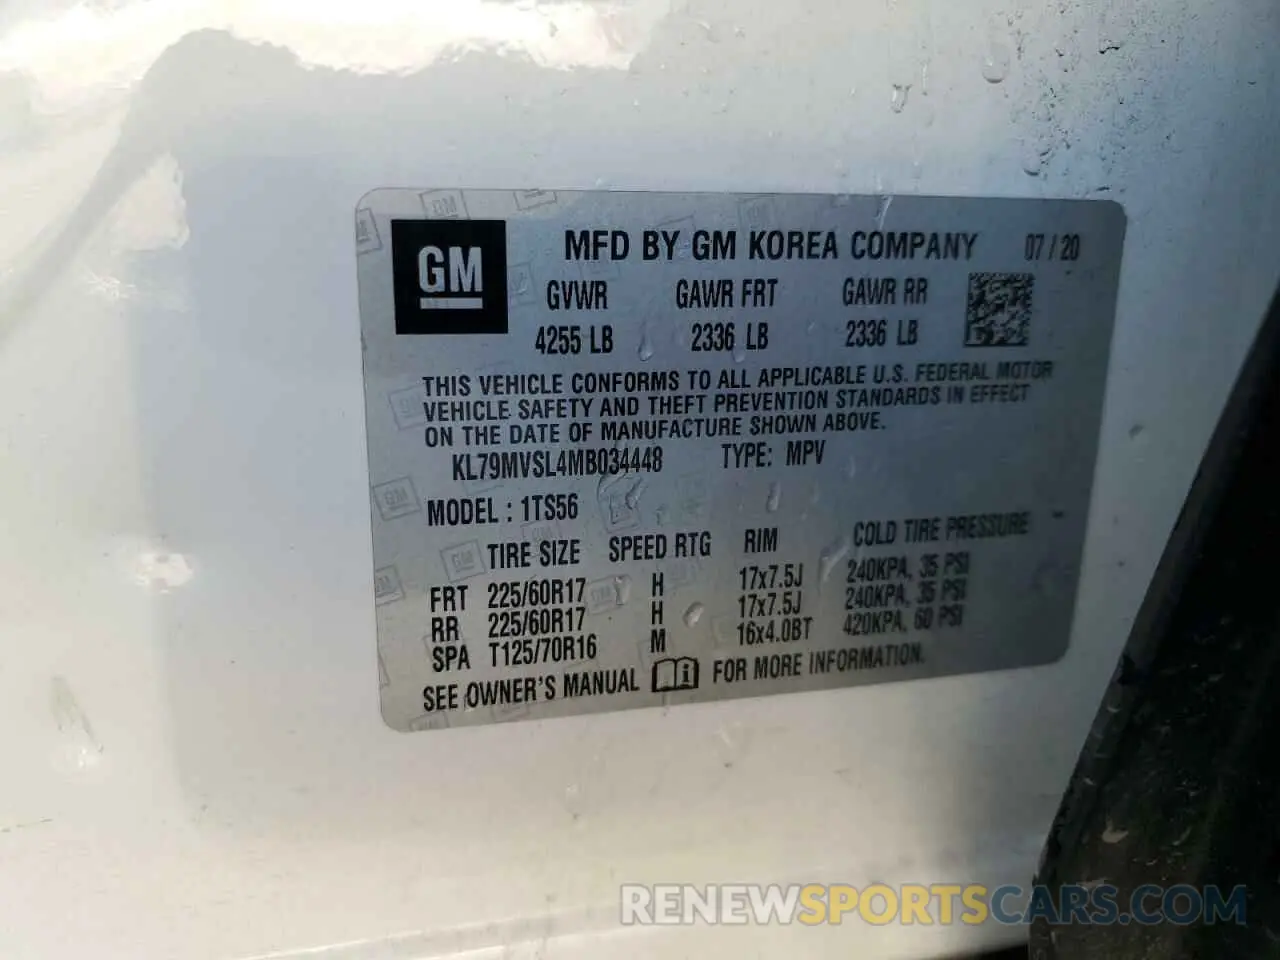 GM
MFD BY GM KOREA COMPANY 07/20
GVWR GAWR FRT GAWR RR
4255 LB 2336 LB 2336 LB
THIS VEHICLE CONFORMS TO ALL APPLICABLE U.S. FEDERAL MOTOR
VEHICLE SAFETY AND THEFT PREVENTION STANDARDS IN EFFECT
ON THE DATE OF MANUFACTURE SHOWN ABOVE.
KL79MVSL4MB034448 TYPE: MPV
MODEL : 1TS56
TIRE SIZE SPEED RTG RIM COLD TIRE PRESSURE
FRT 225/60R17 H 17x7.5J 240KPA, 35 PSI
RR 225/60R17 H 17x7.5J 240KPA, 35 PSI
SPA T125/70R16 M 16x4.0BT 420KPA, 60 PSI
SEE OWNER'S MANUAL FOR MORE INFORMATION.
RENEWSPORTSCARS.COM